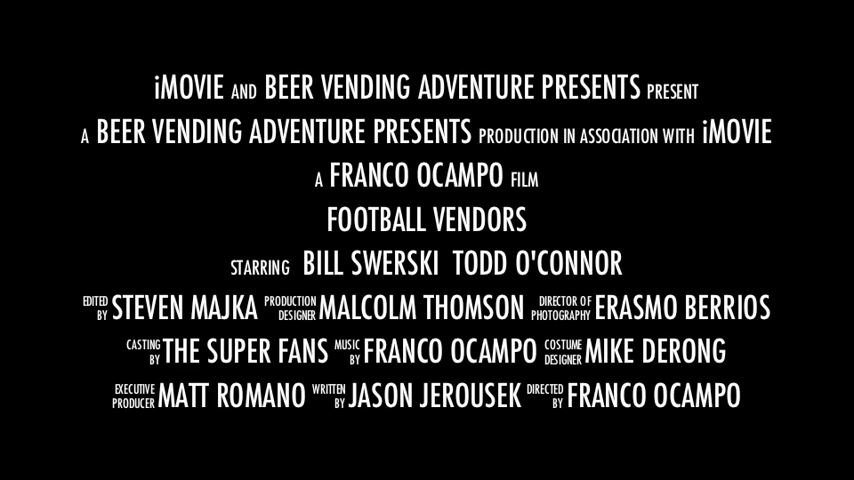 iMOVIE AND BEER VENDING ADVENTURE PRESENTS PRESENT
A BEER VENDING ADVENTURE PRESENTS PRODUCTION IN ASSOCIATION WITH iMOVIE
A FRANCO OCAMPO FILM
FOOTBALL VENDORS
STARRING BILL SWERSKI TODD O'CONNOR
EDITED BY STEVEN MAJKA PRODUCTION DESIGNER MALCOLM THOMSON DIRECTOR OF PHOTOGRAPHY ERASMO BERRIOS
CASTING BY THE SUPER FANS MUSIC BY FRANCO OCAMPO COSTUME DESIGNER MIKE DERONG
EXECUTIVE PRODUCER MATT ROMANO WRITTEN BY JASON JEROUSEK DIRECTED BY FRANCO OCAMPO